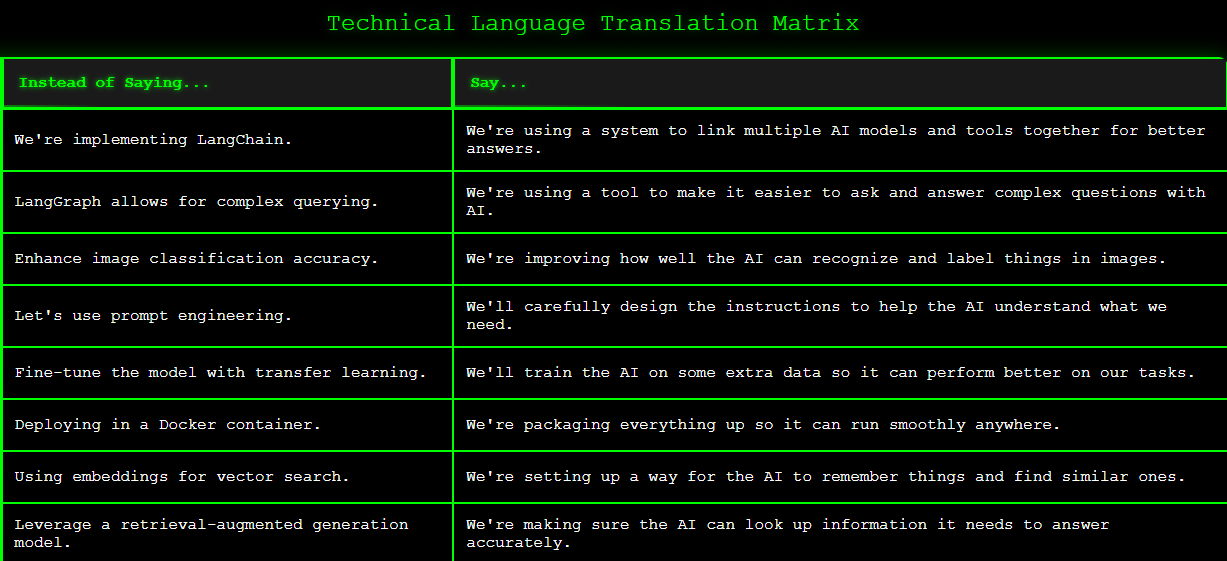 Technical Language Translation Matrix
Instead of Saying...
Say...
We're implementing LangChain.
We're using a system to link multiple AI models and tools together for better
answers.
LangGraph allows for complex querying.
We're using a tool to make it easier to ask and answer complex questions with
AI.
Enhance image classification accuracy.
We're improving how well the AI can recognize and label things in images.
Let's use prompt engineering.
We'll carefully design the instructions to help the AI understand what we
need.
Fine-tune the model with transfer learning.
We'll train the AI on some extra data so it can perform better on our tasks.
Deploying in a Docker container.
We're packaging everything up so it can run smoothly anywhere.
Using embeddings for vector search.
We're setting up a way for the AI to remember things and find similar ones.
Leverage a retrieval-augmented generation
model.
We're making sure the AI can look up information it needs to answer
accurately.